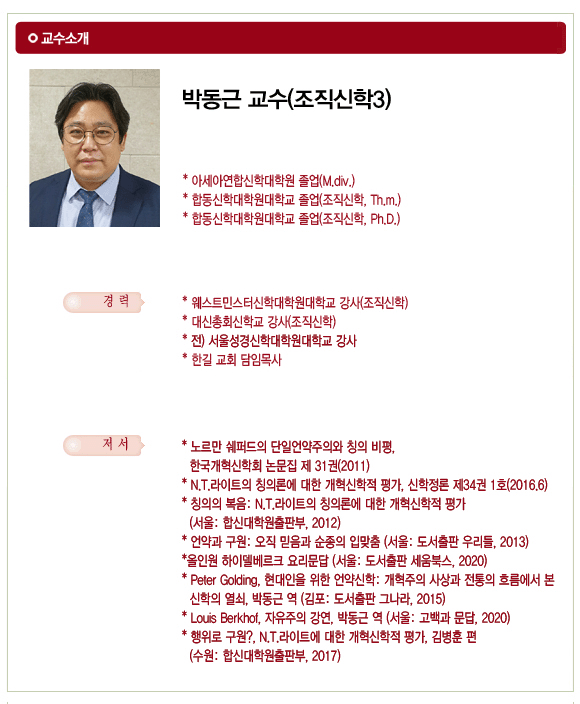 교수소개
박동근 교수(조직신학3)
* 아세아연합신학대학원 졸업(M.div.)
* 합동신학대학원대학교 졸업(조직신학, Th.m.)
* 합동신학대학원대학교 졸업(조직신학, Ph.D.)
경 력
* 웨스트민스터신학대학원대학교 강사(조직신학)
* 대신총회신학교 강사(조직신학)
* 전) 서울성경신학대학원대학교 강사
* 한길 교회 담임목사
저 서
* 노르만 쉐퍼드의 단일언약주의와 칭의 비평,
한국개혁신학회 논문집 제 31권(2011)
* N.T.라이트의 칭의론에 대한 개혁신학적 평가, 신학정론 제34권 1호(2016,6)
* 칭의의 복음: N.T.라이트의 칭의론에 대한 개혁신학적 평가
(서울: 합신대학원출판부, 2012)
* 언약과 구원: 오직 믿음과 순종의 입맞춤 (서울: 도서출판 우리들, 2013)
*올인원 하이델베르크 요리문답 (서울: 도서출판 세움북스, 2020)
* Peter Golding, 현대인을 위한 언약신학: 개혁주의 사상과 전통의 흐름에서 본
신학의 열쇠, 박동근 역 (김포: 도서출판 그나라, 2015)
* Louis Berkhof, 자유주의 강연, 박동근 역 (서울: 고백과 문답, 2020)
* 행위로 구원?, N.T.라이트에 대한 개혁신학적 평가, 김병훈 편
(수원: 합신대학원출판부, 2017)